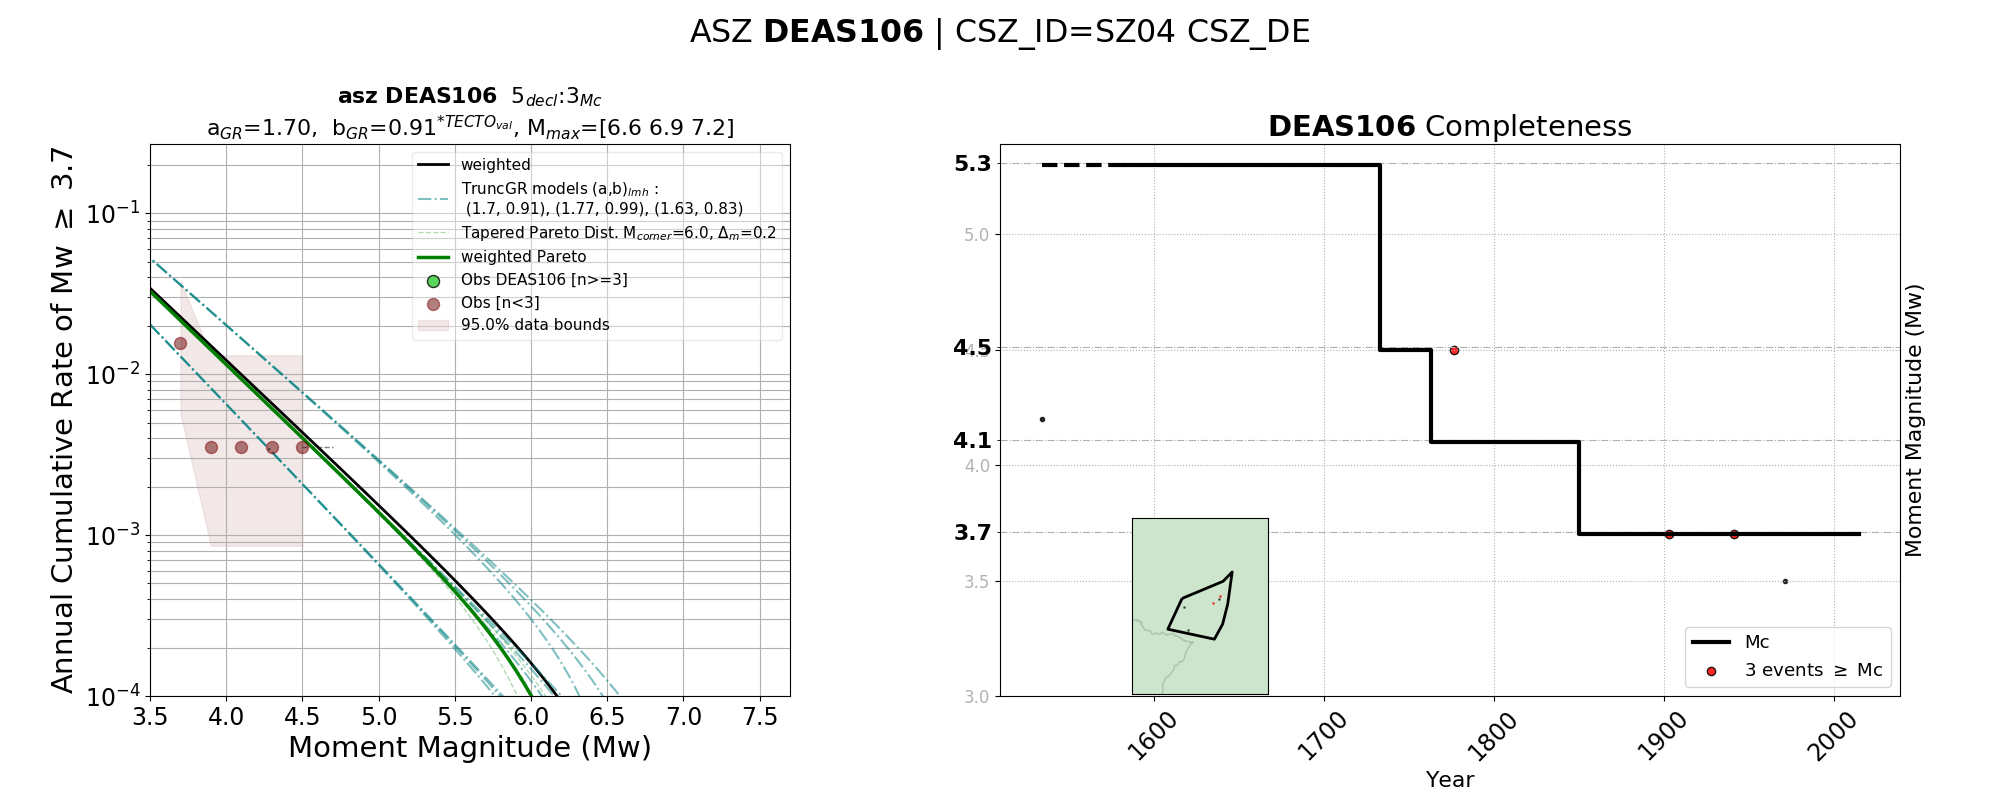 ASZ DEAS106 | CSZ_ID=SZ04 CSZ_DE
asz DEAS106 5decl:3Mc
aGR=1.70, bGR=0.91*TECTOval, Mmax=[6.6 6.9 7.2]
Annual Cumulative Rate of Mw ≥ 3.7
10−1
10−2
10−3
10−4
weighted
TruncGR models (a,b)lmh :
(1.7, 0.91), (1.77, 0.99), (1.63, 0.83)
Tapered Pareto Dist. Mcorner=6.0, Δm=0.2
weighted Pareto
Obs DEAS106 [n>=3]
Obs [n<3]
95.0% data bounds
3.5 4.0 4.5 5.0 5.5 6.0 6.5 7.0 7.5
Moment Magnitude (Mw)
DEAS106 Completeness
5.3
5.0
4.5
4.5
4.1
4.0
3.7
3.5
3.0
Moment Magnitude (Mw)
Mc
3 events ≥ Mc
1600 1700 1800 1900 2000
Year